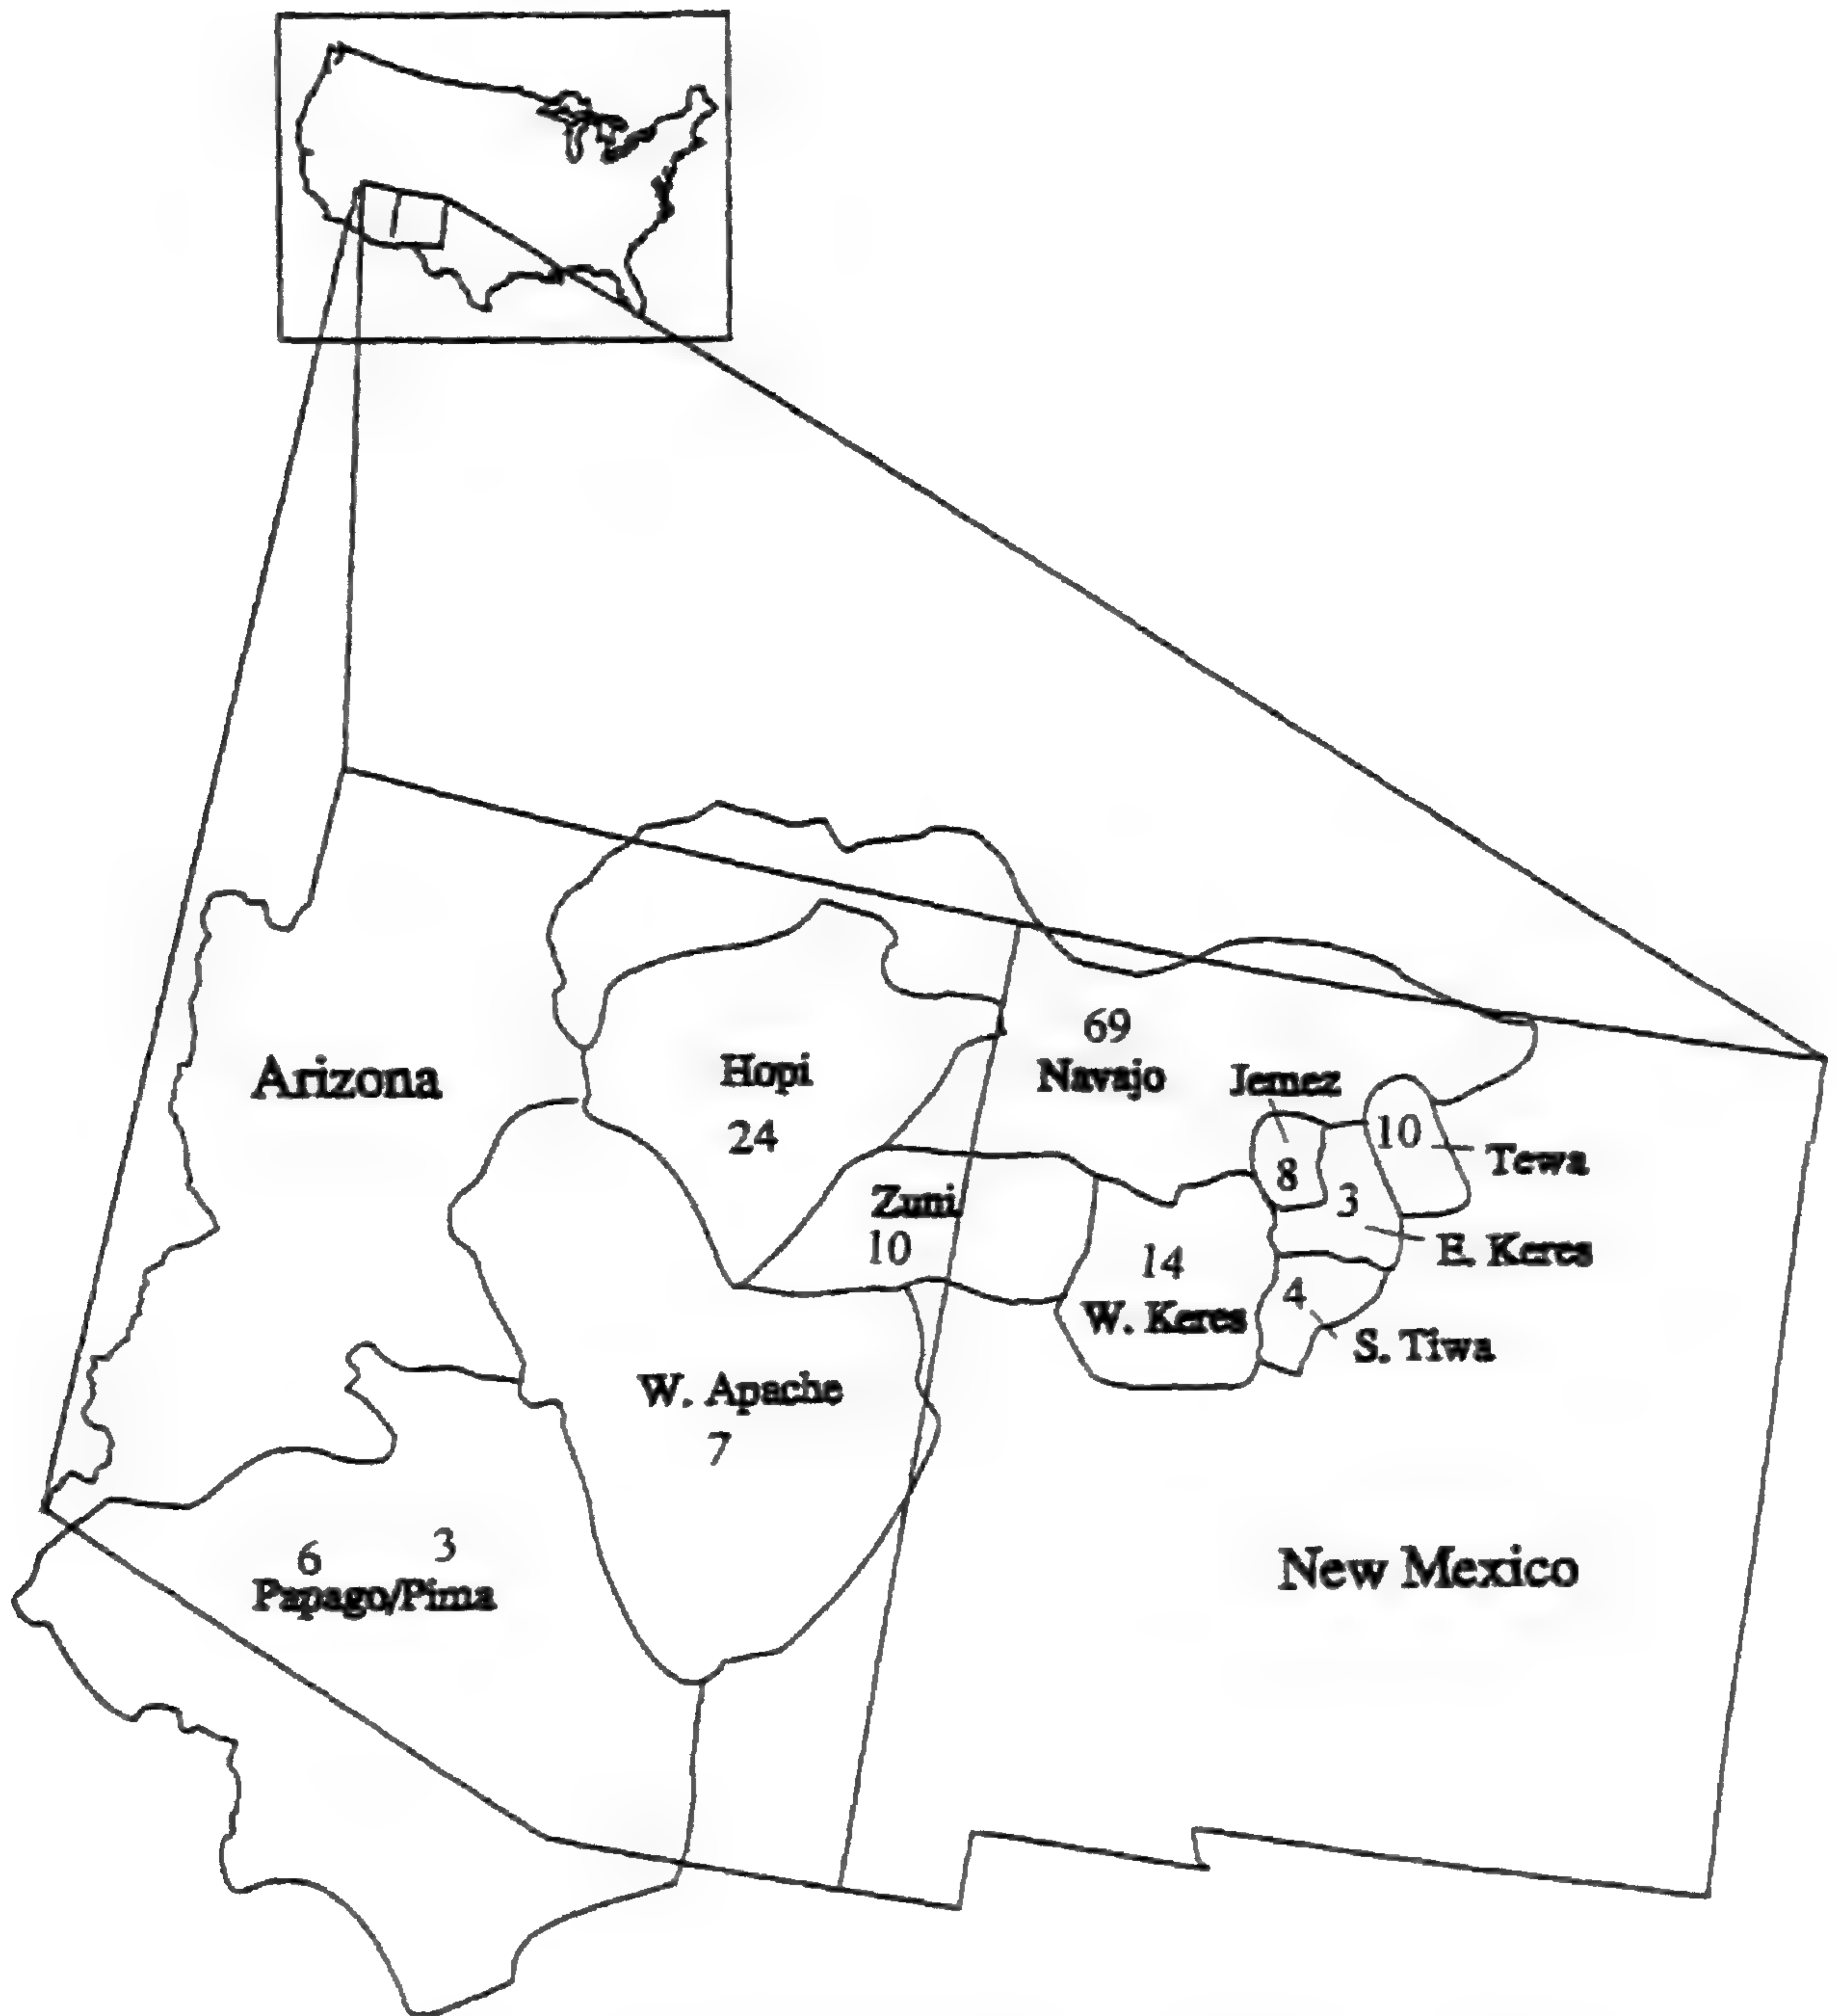 69
Navajo
Jemez
Arizona
Hopi
24
10
Tewa
8
3
Zuni
10
E. Keres
14
W. Keres
4
S. Tiwa
W. Apache
7
6 3
Papago/Pima
New Mexico